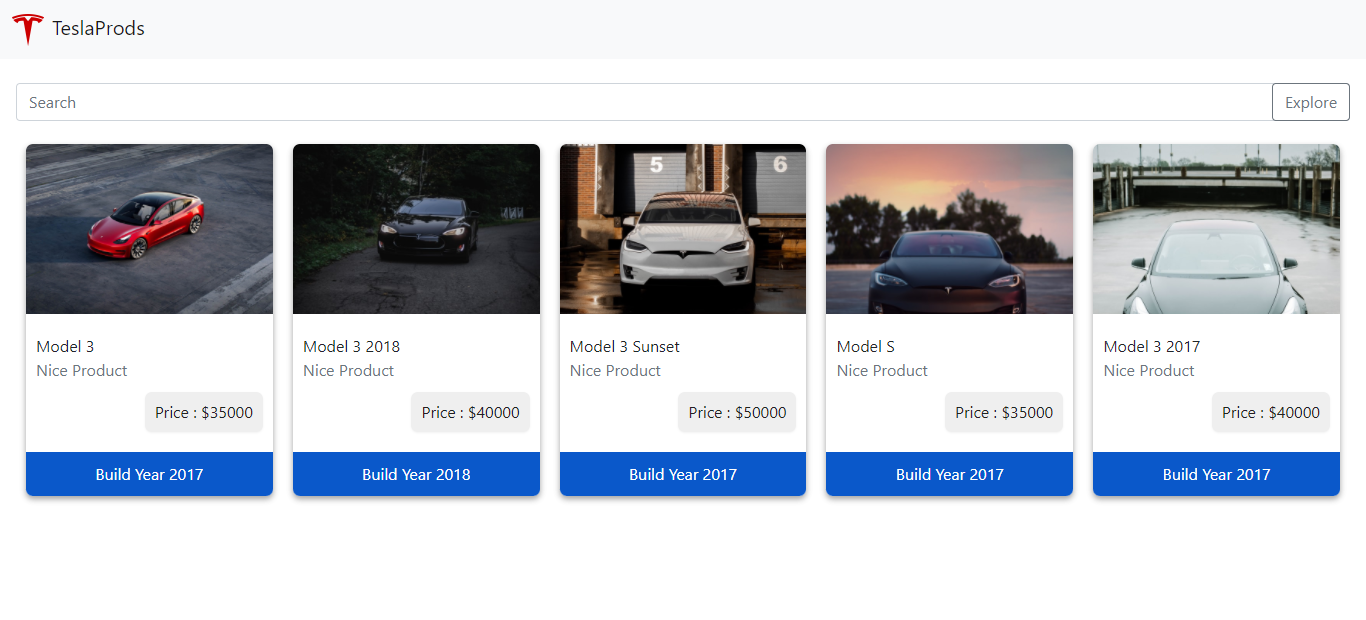 TeslaProds
Search
Explore
5
6
Model 3
Nice Product
Price : $35000
Build Year 2017
Model 3 2018
Nice Product
Price : $40000
Build Year 2018
Model 3 Sunset
Nice Product
Price : $50000
Build Year 2017
Model S
Nice Product
Price : $35000
Build Year 2017
Model 3 2017
Nice Product
Price : $40000
Build Year 2017